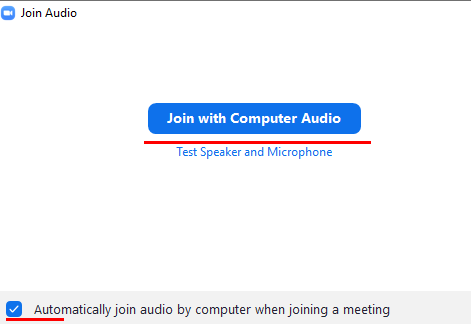 Join Audio
Join with Computer Audio
Test Speaker and Microphone
Automatically join audio by computer when joining a meeting